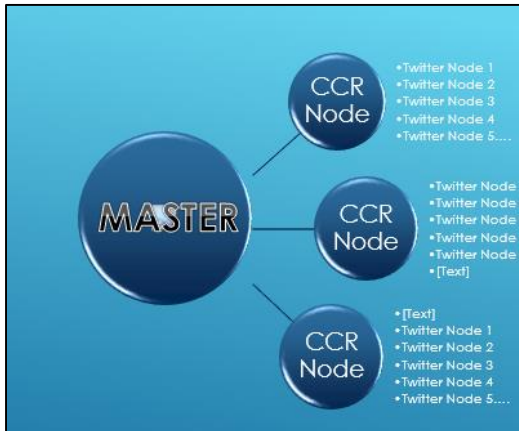 CCR
Node
•Twitter Node 1
•Twitter Node 2
•Twitter Node 3
•Twitter Node 4
•Twitter Node 5....
MASTER
CCR
Node
•Twitter Node
•Twitter Node
•Twitter Node
•Twitter Node
•Twitter Node
•[Text]
CCR
Node
•[Text]
•Twitter Node 1
•Twitter Node 2
•Twitter Node 3
•Twitter Node 4
•Twitter Node 5....